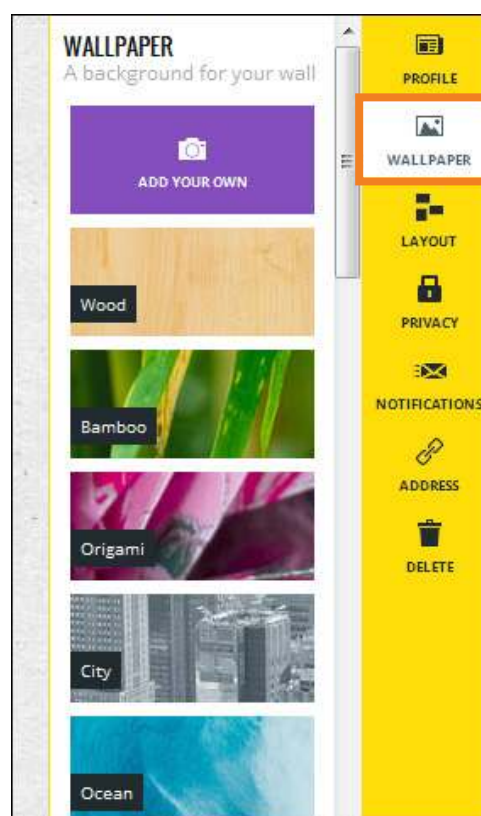 WALLPAPER
A background for your wall
ADD YOUR OWN
Wood
Bamboo
Origami
City
Ocean
PROFILE
WALLPAPER
LAYOUT
PRIVACY
NOTIFICATIONS
ADDRESS
DELETE